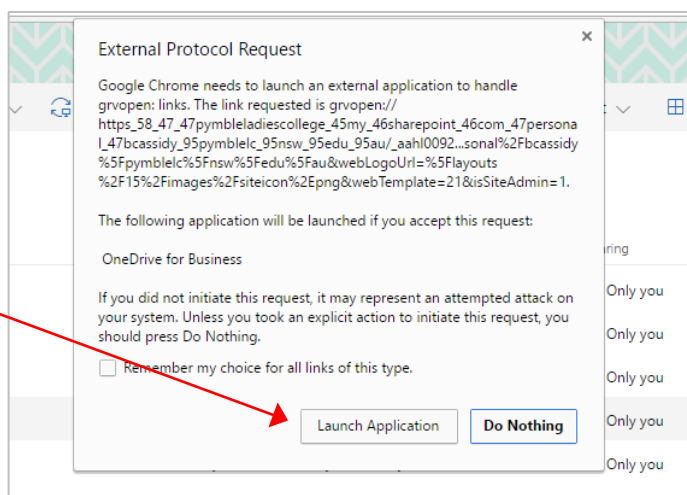 External Protocol Request
Google Chrome needs to launch an external application to handle
grvopen: links. The link requested is grvopen://
https_58_47_47pymbleladiescollege_45my_46sharepoint_46com_47persona
l_47bcassidy_95pymblelc_95nsw_95edu_95au/_aahl0092...sonal%2Fbcassidy
%5Fpymblelc%5Fnsw%5Fedu%5Fau&webLogoUrl=%5Flayouts
%2F15%2Fimages%2Fsiteicon%2Epng&webTemplate=21&isSiteAdmin=1.
The following application will be launched if you accept this request:
OneDrive for Business
If you did not initiate this request, it may represent an attempted attack on
your system. Unless you took an explicit action to initiate this request, you
should press Do Nothing.
Remember my choice for all links of this type.
Launch Application
Do Nothing
Only you
Only you
Only you
Only you
Only you